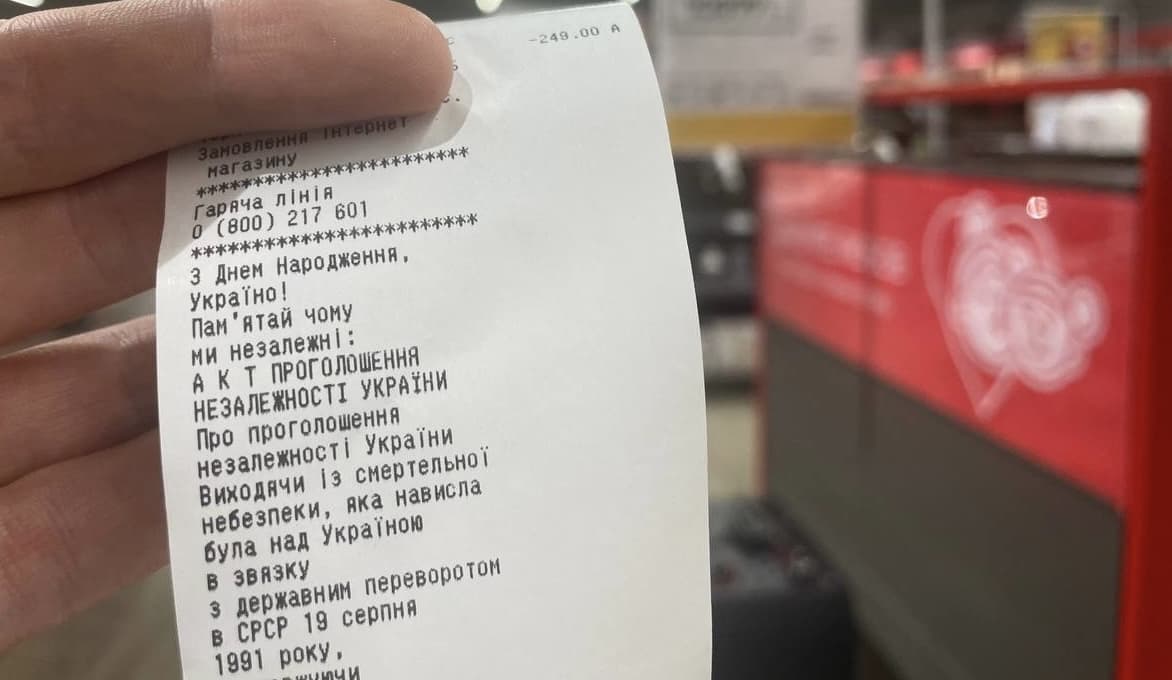 -249.00 А
Замовлення Інтернет
магазину
***********************
Гаряча лінія
0 (800) 217 601
************************
З Днем Народження,
Україно!
Пам'ятай чому
ми незалежні:
А К Т ПРОГОЛОШЕННЯ
НЕЗАЛЕЖНОСТІ УКРАЇНИ
Про проголошення
незалежності України
Виходячи із смертельної
небезпеки, яка нависла
була над Україною
в звязку
з державним переворотом
в СРСР 19 серпня
1991 року,